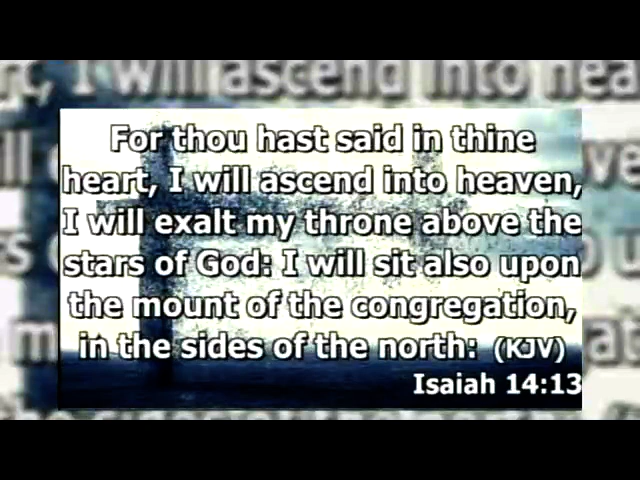 For thou hast said in thine
heart, I will ascend into heaven,
I will exalt my throne above the
stars of God: I will sit also upon
the mount of the congregation,
in the sides of the north: (KJV)
Isaiah 14:13